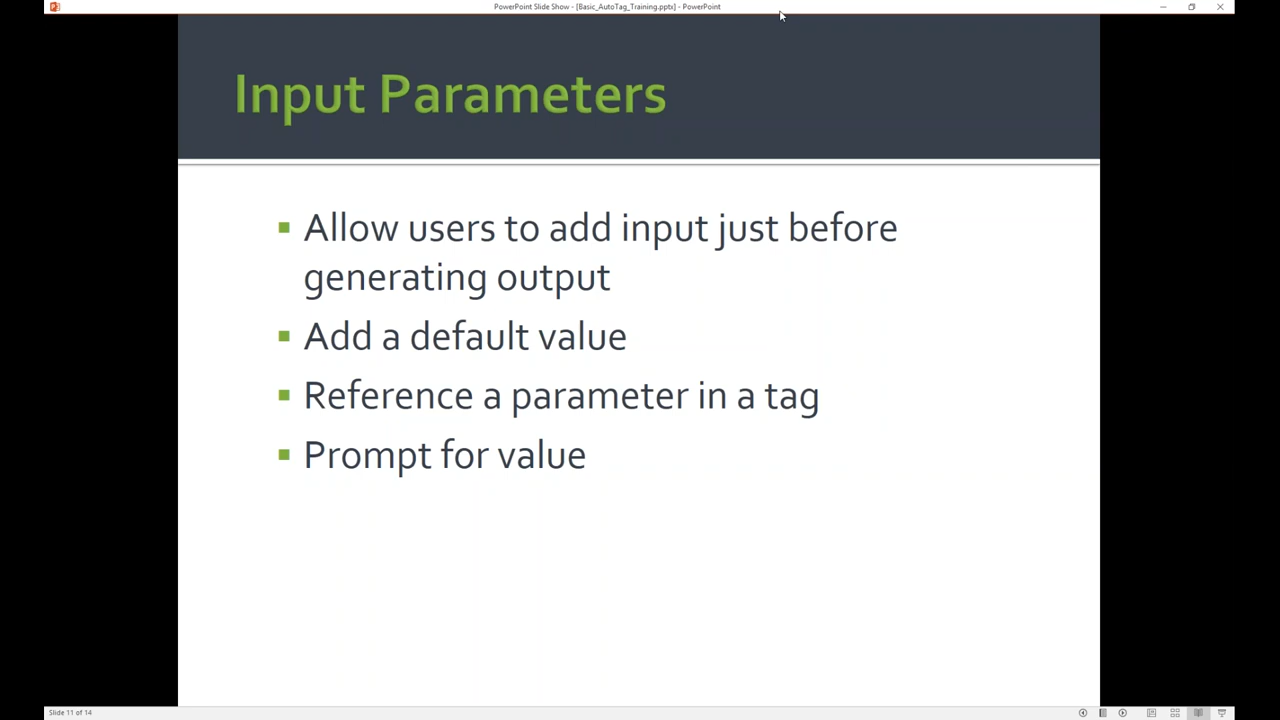 PowerPoint Slide Show - [Basic_AutoTag_Training.pptx] - PowerPoint
Input Parameters
Allow users to add input just before
generating output
Add a default value
Reference a parameter in a tag
Prompt for value
Slide 11 of 14